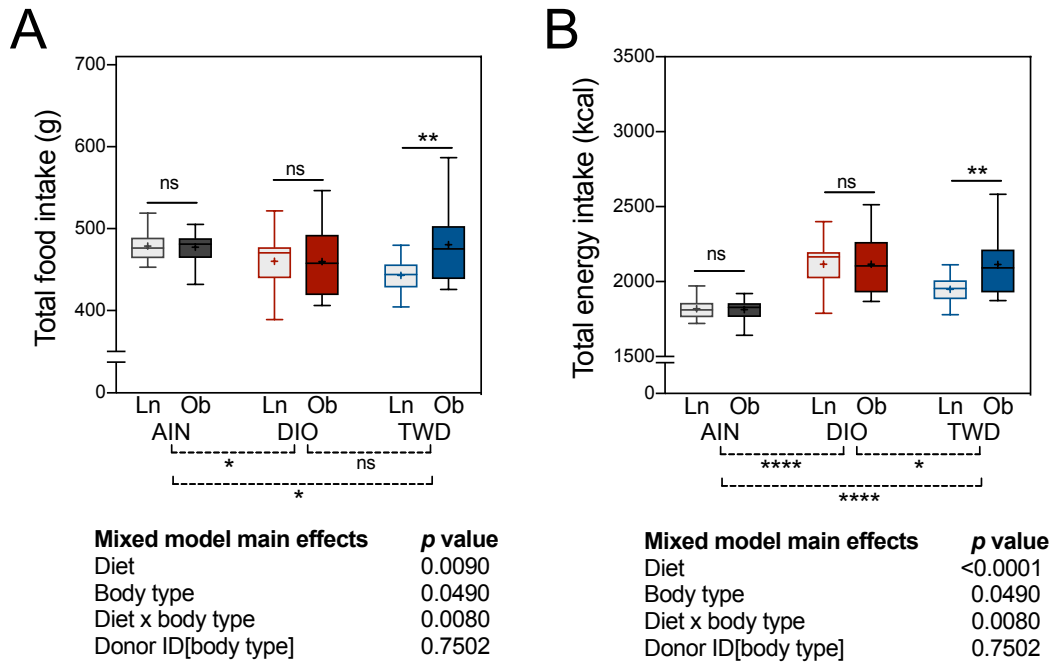 A
Total food intake (g)
700
600
500
400
0
ns
ns
**
Ln Ob Ln Ob Ln Ob
AIN DIO TWD
* ns
*
Mixed model main effects p value
Diet 0.0090
Body type 0.0490
Diet x body type 0.0080
Donor ID[body type] 0.7502
B
Total energy intake (kcal)
3500
3000
2500
2000
1500
0
ns
ns
**
Ln Ob Ln Ob Ln Ob
AIN DIO TWD
**** *
****
Mixed model main effects p value
Diet <0.0001
Body type 0.0490
Diet x body type 0.0080
Donor ID[body type] 0.7502